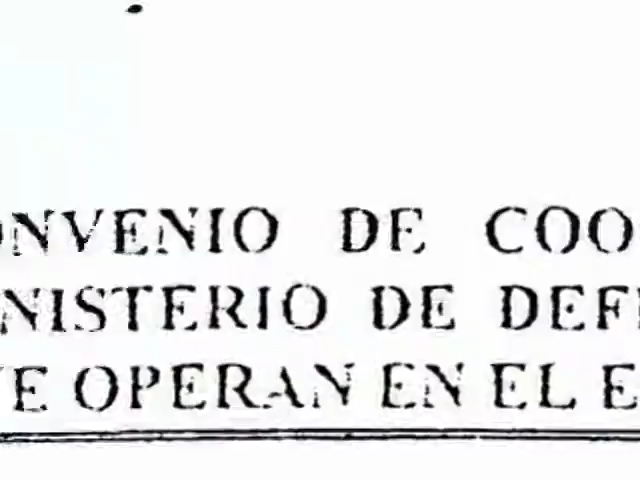 ONVENIO DE COO
NISTERIO DE DEF
E OPERAN EN EL E